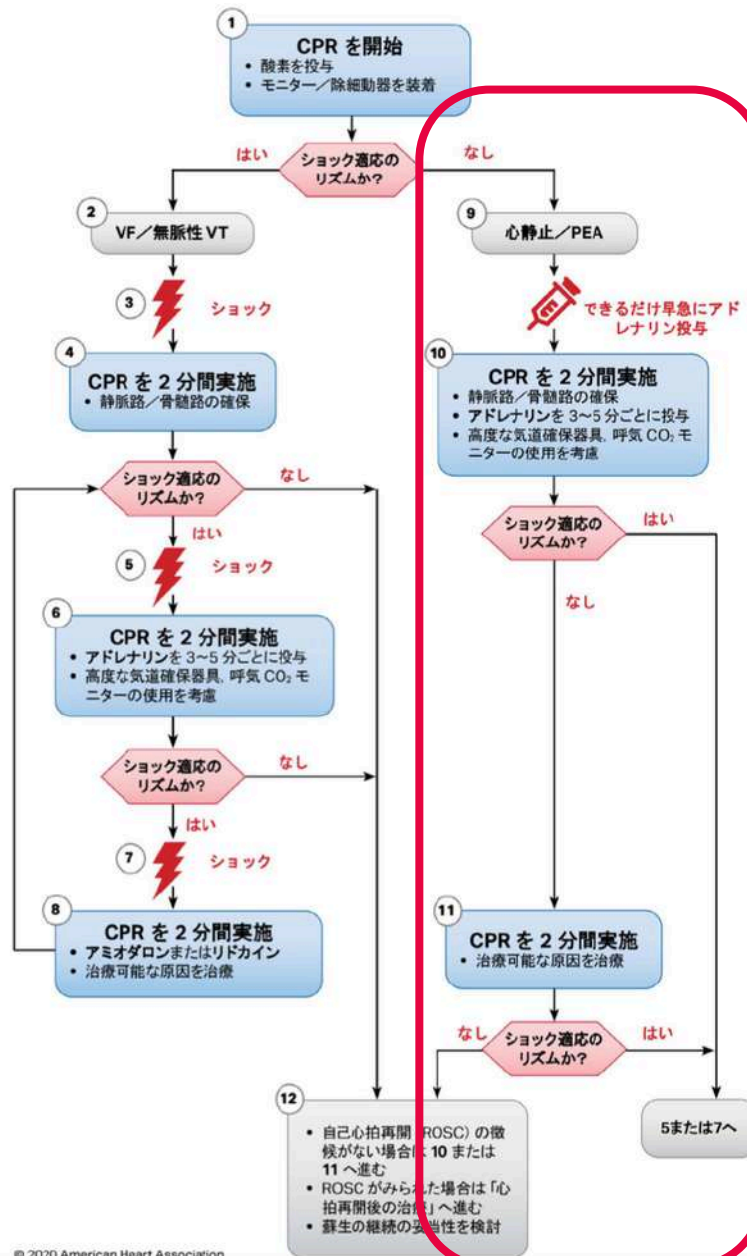 1
CPR を開始
• 酸素を投与
• モニター／除細動器を装着
はい
ショック適応の
リズムか?
なし
2
VF／無脈性 VT
3
ショック
4
CPR を 2 分間実施
• 静脈路／骨髄路の確保
ショック適応の
リズムか?
なし
はい
5
ショック
6
CPR を 2 分間実施
• アドレナリンを 3〜5 分ごとに投与
• 高度な気道確保器具，呼気 CO₂ モ
ニターの使用を考慮
ショック適応の
リズムか?
なし
はい
7
ショック
8
CPR を 2 分間実施
• アミオダロンまたはリドカイン
• 治療可能な原因を治療
9
心静止／PEA
できるだけ早急にアド
レナリン投与
10
CPR を 2 分間実施
• 静脈路／骨髄路の確保
• アドレナリンを 3〜5 分ごとに投与
• 高度な気道確保器具，呼気 CO₂ モ
ニターの使用を考慮
ショック適応の
リズムか?
はい
なし
11
CPR を 2 分間実施
• 治療可能な原因を治療
なし
ショック適応の
リズムか?
はい
12
• 自己心拍再開（ROSC）の徴
候がない場合は 10 または
11 へ進む
• ROSC がみられた場合は「心
拍再開後の治療」へ進む
• 蘇生の継続の妥当性を検討
5または7へ
© 2020 American Heart Association